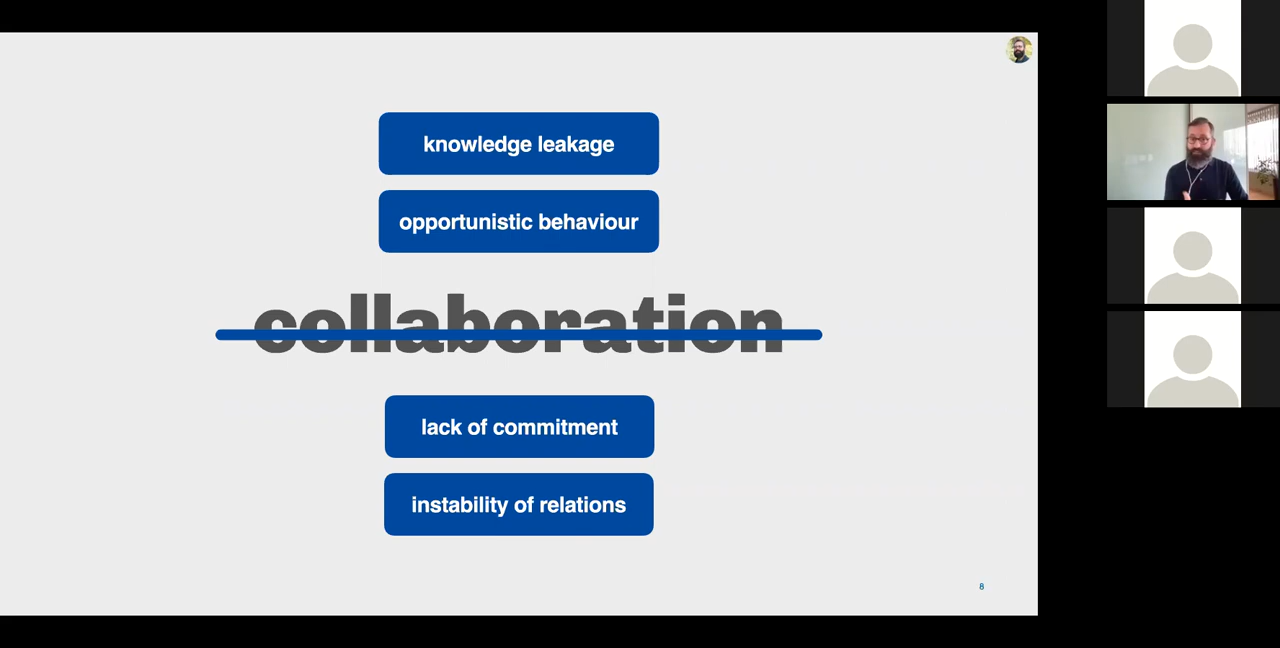 knowledge leakage
opportunistic behaviour
collaboration
lack of commitment
instability of relations
8